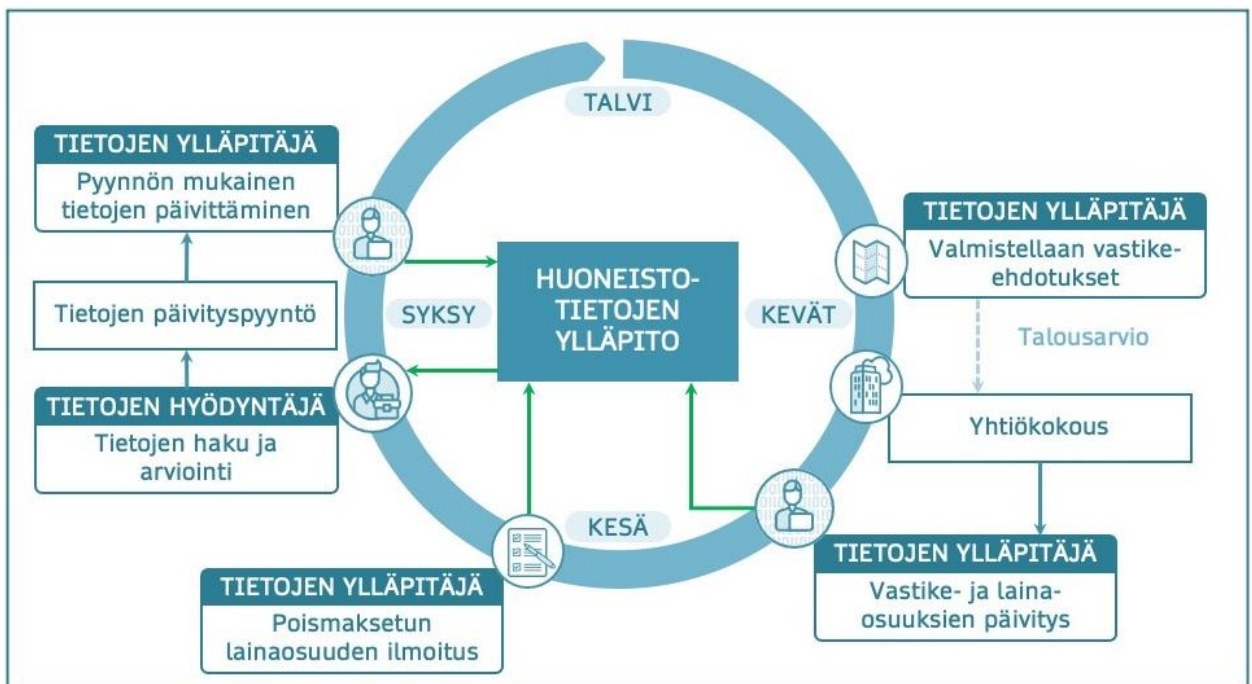 TALVI
TIETOJEN YLLÄPITÄJÄ
Pyynnön mukainen
tietojen päivittäminen
Tietojen päivityspyyntö
TIETOJEN HYÖDYNTÄJÄ
Tietojen haku ja
arviointi
SYKSY
HUONEISTO-
TIETOJEN
YLLÄPITO
KEVÄT
TIETOJEN YLLÄPITÄJÄ
Valmistellaan vastike-
ehdotukset
Talousarvio
Yhtiökokous
TIETOJEN YLLÄPITÄJÄ
Vastike- ja laina-
osuuksien päivitys
KESÄ
TIETOJEN YLLÄPITÄJÄ
Poismaksetun
lainaosuuden ilmoitus